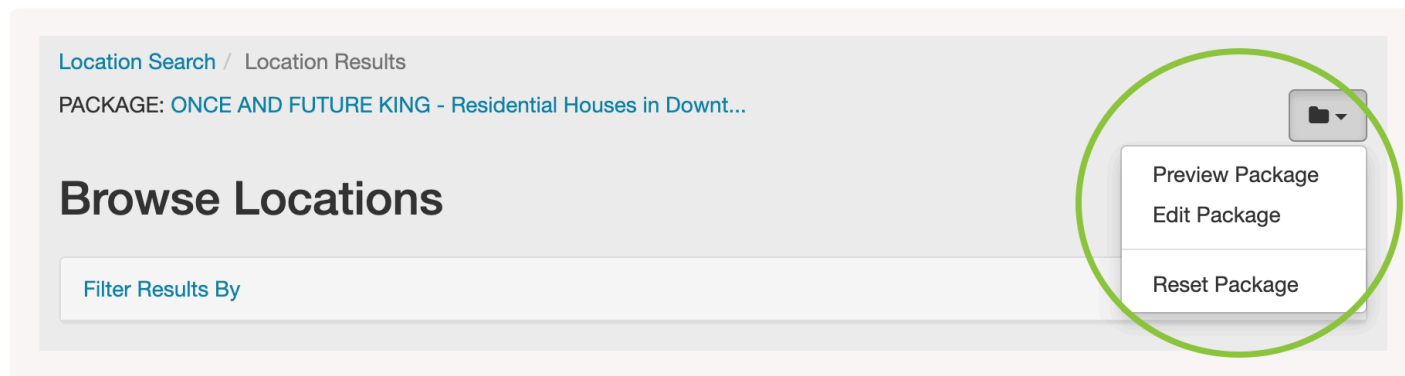 Location Search / Location Results
PACKAGE: ONCE AND FUTURE KING - Residential Houses in Downt...
Browse Locations
Preview Package
Edit Package
Reset Package
Filter Results By